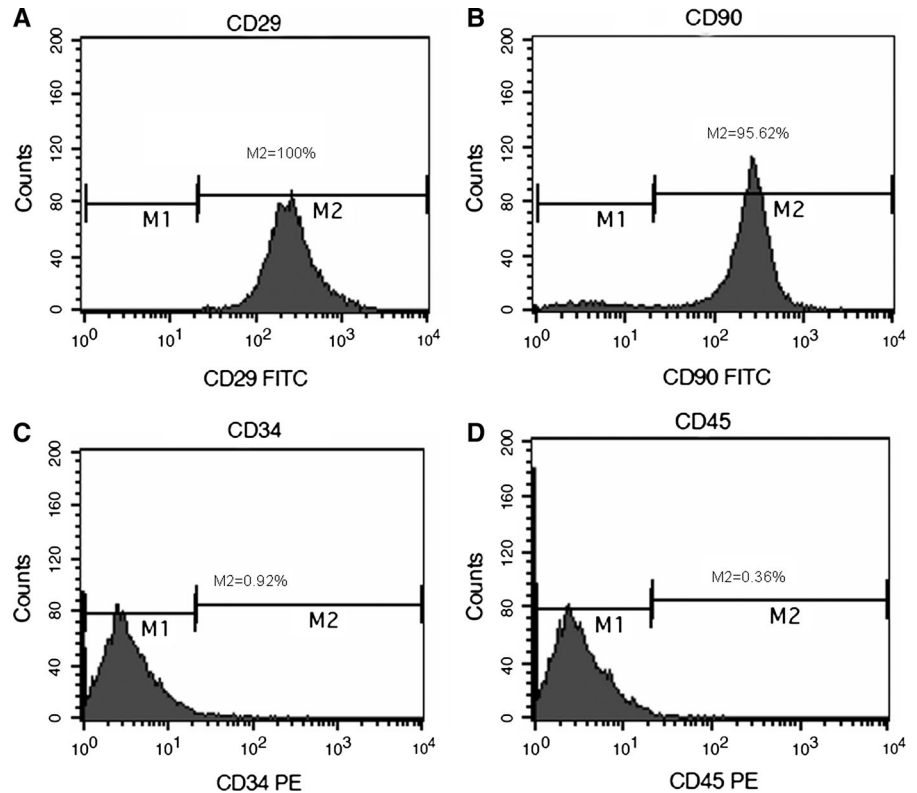 A
CD29
200
160
120
80
40
0
Counts
M2=100%
M1
M2
10^0 10^1 10^2 10^3 10^4
CD29 FITC
B
CD90
200
160
120
80
40
0
Counts
M2=95.62%
M1
M2
10^0 10^1 10^2 10^3 10^4
CD90 FITC
C
CD34
200
160
120
80
40
0
Counts
M2=0.92%
M1
M2
10^0 10^1 10^2 10^3 10^4
CD34 PE
D
CD45
200
160
120
80
40
0
Counts
M2=0.36%
M1
M2
10^0 10^1 10^2 10^3 10^4
CD45 PE